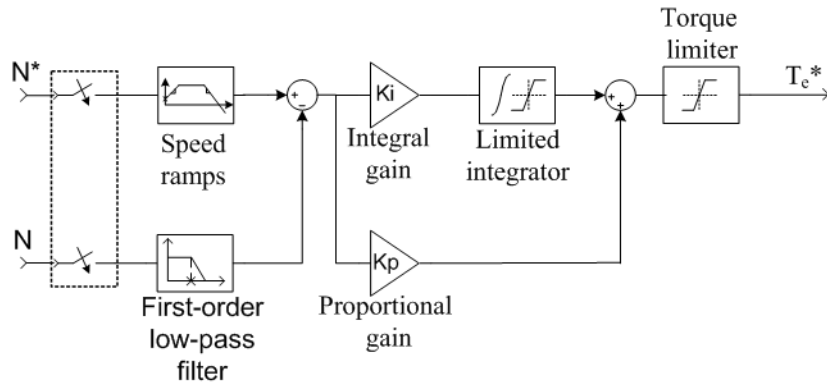 Torque
limiter
N*
Te*
+
−
Ki
+
+
Speed
ramps
Integral
gain
Limited
integrator
N
Kp
First-order
low-pass
filter
Proportional
gain